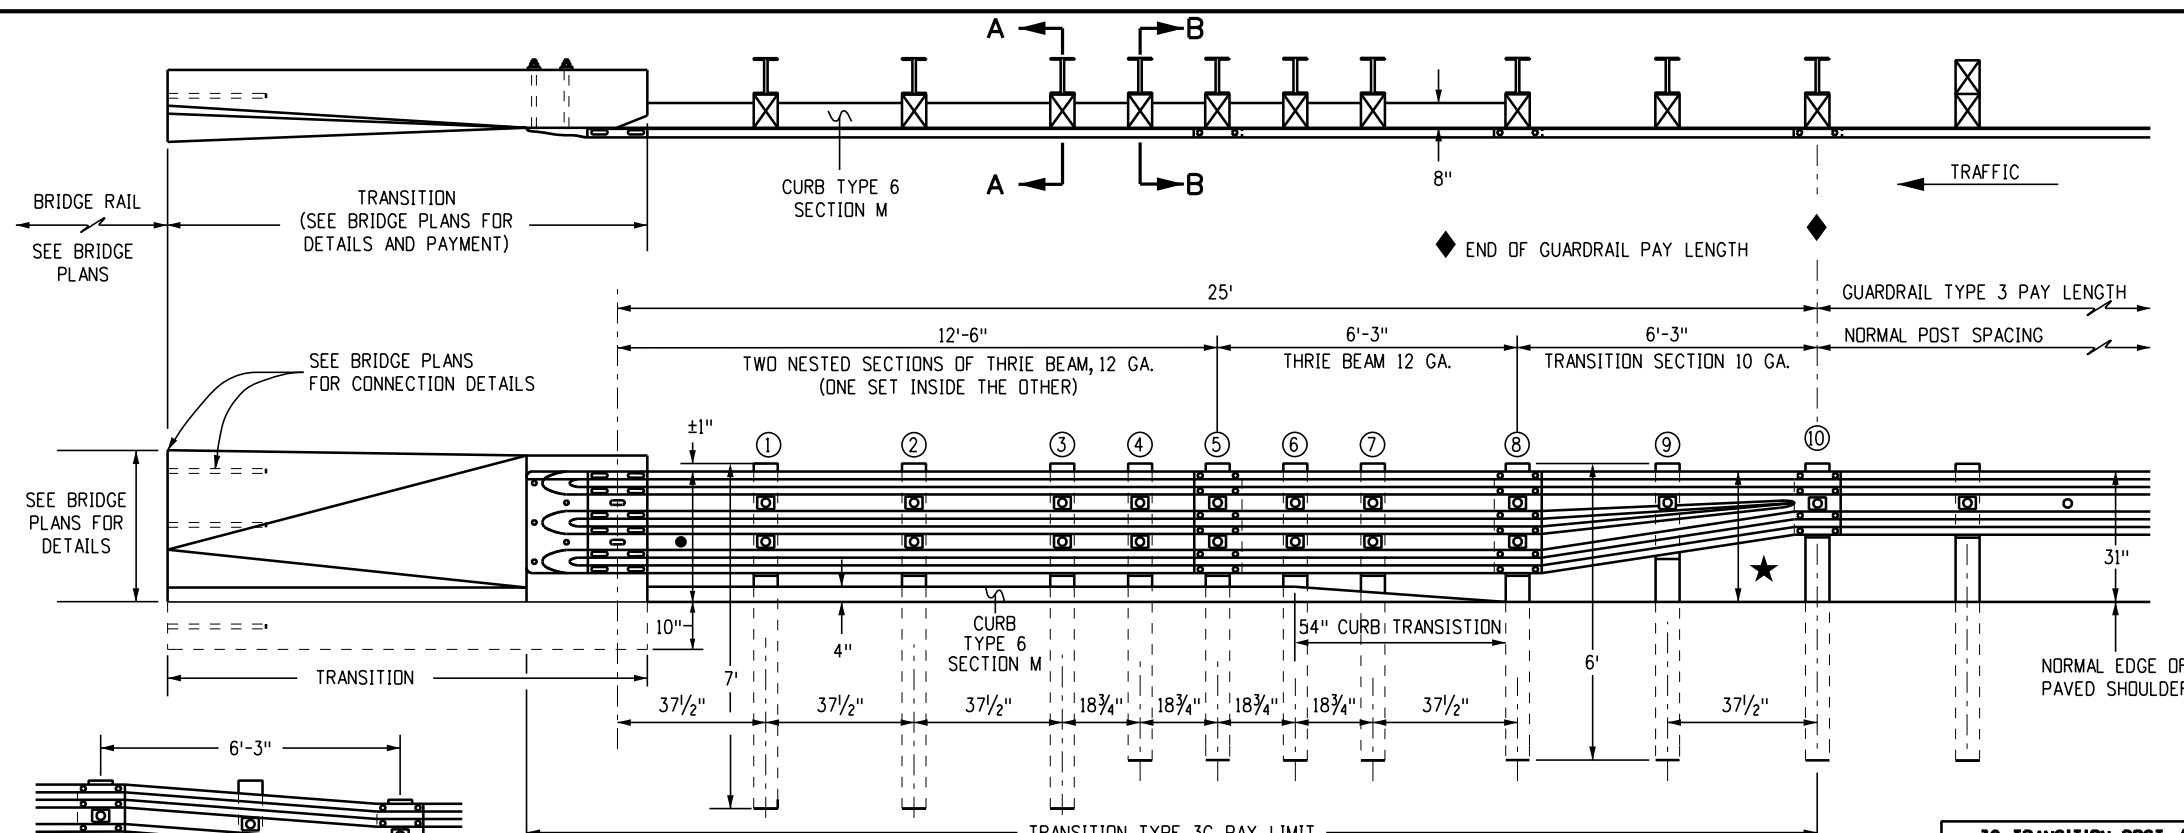 A B
CURB TYPE 6
SECTION M
A B
8"
TRAFFIC
BRIDGE RAIL
SEE BRIDGE
PLANS
TRANSITION
(SEE BRIDGE PLANS FOR
DETAILS AND PAYMENT)
◆ END OF GUARDRAIL PAY LENGTH
◆
25'
GUARDRAIL TYPE 3 PAY LENGTH
12'-6"
TWO NESTED SECTIONS OF THRIE BEAM, 12 GA.
(ONE SET INSIDE THE OTHER)
6'-3"
THRIE BEAM 12 GA.
6'-3"
TRANSITION SECTION 10 GA.
NORMAL POST SPACING
SEE BRIDGE PLANS
FOR CONNECTION DETAILS
±1"
1 2 3 4 5 6 7 8 9 10
SEE BRIDGE
PLANS FOR
DETAILS
★
31"
10"
4"
CURB
TYPE 6
SECTION M
54" CURB TRANSISTION
7'
6'
TRANSITION
NORMAL EDGE OF
PAVED SHOULDER
37½" 37½" 37½" 18¾" 18¾" 18¾" 18¾" 37½" 37½"
6'-3"
TRANSITION TYPE 3G PAY LIMIT